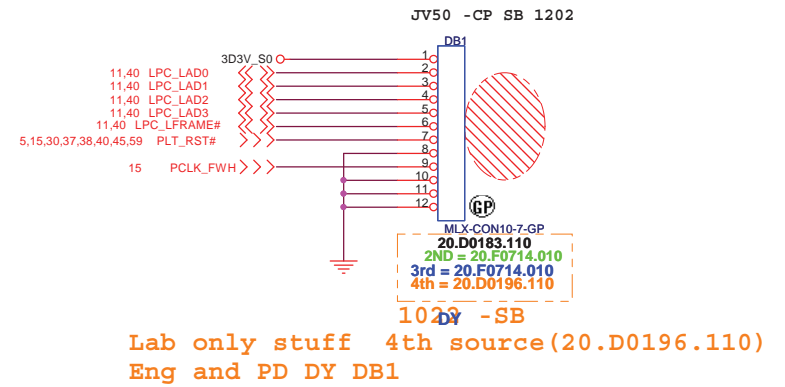 JV50 -CP SB 1202
DB1
3D3V_S0 1
11,40 LPC_LAD0 2
11,40 LPC_LAD1 3
11,40 LPC_LAD2 4
11,40 LPC_LAD3 5
11,40 LPC_LFRAME# 6
5,15,30,37,38,40,45,59 PLT_RST# 7
8
15 PCLK_FWH 9
10
11
12
GP
MLX-CON10-7-GP
20.D0183.110
2ND = 20.F0714.010
3rd = 20.F0714.010
4th = 20.D0196.110
1022 -SB
DY
Lab only stuff 4th source(20.D0196.110)
Eng and PD DY DB1